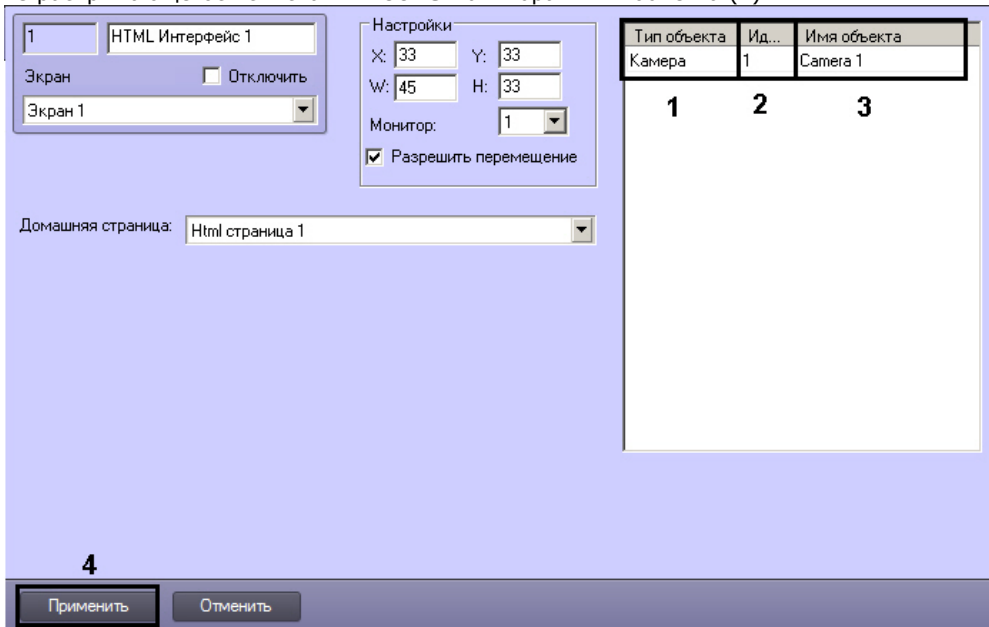 1
HTML Интерфейс 1
Экран
Отключить
Экран 1
Настройки
X: 33 Y: 33
W: 45 H: 33
Монитор: 1
Разрешить перемещение
Домашняя страница: Html страница 1
Тип объекта Ид... Имя объекта
Камера 1 Camera 1
1 2 3
4
Применить Отменить